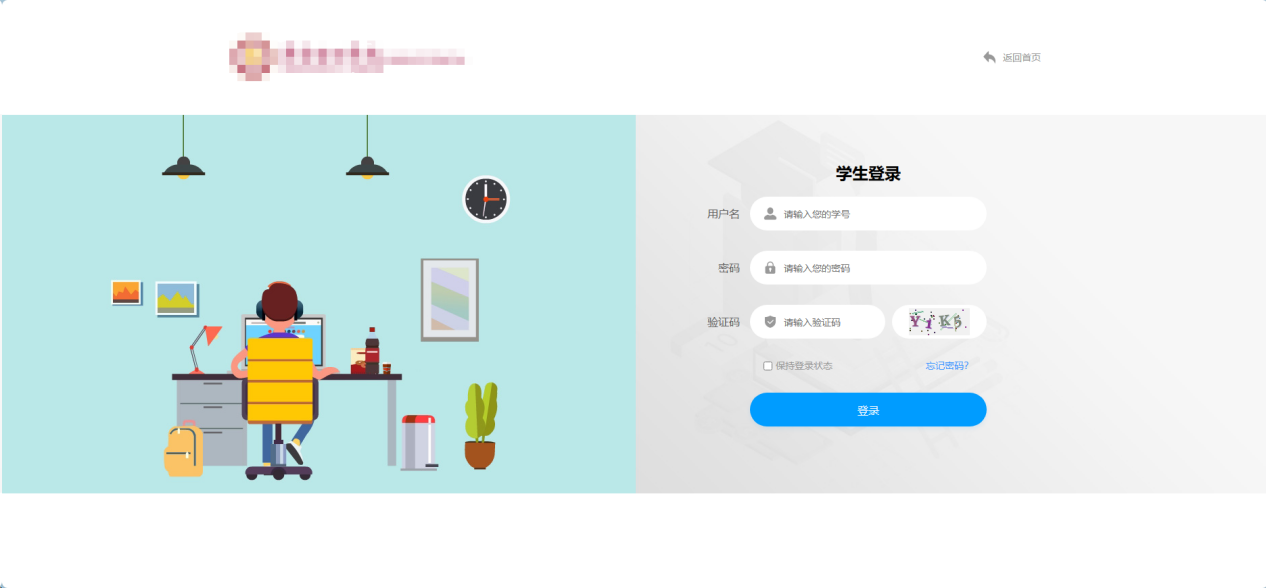 返回首页
学生登录
用户名 请输入您的学号
密码 请输入您的密码
验证码 请输入验证码 Y1K5
保持登录状态 忘记密码?
登录